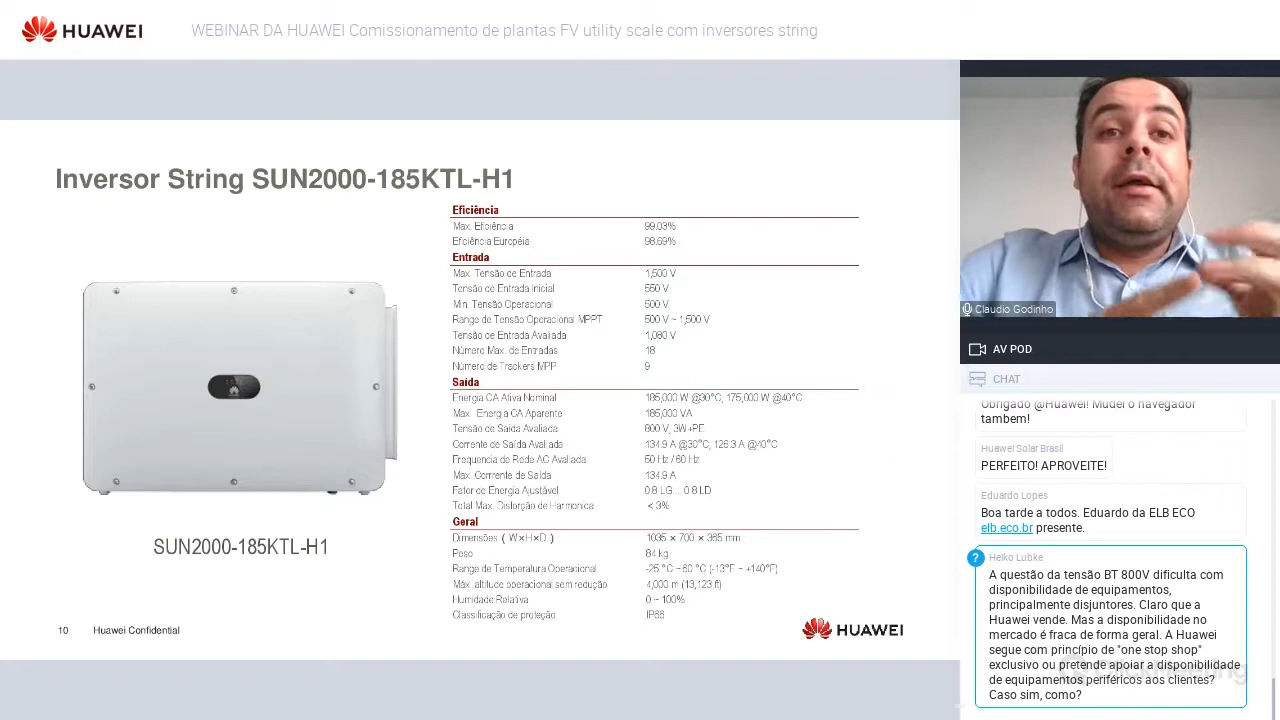 HUAWEI
WEBINAR DA HUAWEI Comissionamento de plantas FV utility scale com inversores string
Inversor String SUN2000-185KTL-H1
Eficiência
Max. Eficiência 99.03%
Eficiência Européia 98.69%
Entrada
Max. Tensão de Entrada 1,500 V
Tensão de Entrada Inicial 550 V
Min. Tensão Operacional 500 V
Range de Tensão Operacional MPPT 500 V ~ 1,500 V
Tensão de Entrada Avaliada 1,080 V
Número Max. de Entradas 18
Número de Trackers MPP 9
Saída
Energia CA Ativa Nominal 185,000 W @30°C, 175,000 W @40°C
Max. Energia CA Aparente 185,000 VA
Tensão de Saída Avaliada 800 V, 3W+PE
Corrente de Saída Avaliada 134.9 A @30°C, 126.3 A @40°C
Frequencia de Rede AC Avaliada 50 Hz / 60 Hz
Max. Corrrente de Saída 134.9 A
Fator de Energia Ajustável 0.8 LG ... 0.8 LD
Total Max. Distorção de Harmonica < 3%
Geral
Dimensões ( W×H×D ) 1035 × 700 × 365 mm
Peso 84 kg
Range de Temperatura Operacional -25 °C ~ 60 °C (-13°F ~ +140°F)
Máx. altitude operacional sem redução 4,000 m (13,123 ft)
Humidade Relativa 0 ~ 100%
Classificação de proteção IP66
SUN2000-185KTL-H1
10 Huawei Confidential
HUAWEI
Claudio Godinho
AV POD
CHAT
Obrigado @Huawei! Mudei o navegador
tambem!
Huawei Solar Brasil
PERFEITO! APROVEITE!
Eduardo Lopes
Boa tarde a todos. Eduardo da ELB ECO
elb.eco.br presente.
? Heiko Lubke
A questão da tensão BT 800V dificulta com
disponibilidade de equipamentos,
principalmente disjuntores. Claro que a
Huawei vende. Mas a disponibilidade no
mercado é fraca de forma geral. A Huawei
segue com princípio de "one stop shop"
exclusivo ou pretende apoiar a disponibilidade
de equipamentos periféricos aos clientes?
Caso sim, como?
ClickMeeting